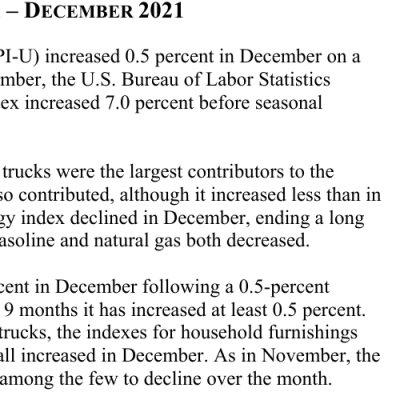 – DECEMBER 2021
PI-U) increased 0.5 percent in December on a
mber, the U.S. Bureau of Labor Statistics
ex increased 7.0 percent before seasonal
trucks were the largest contributors to the
so contributed, although it increased less than in
gy index declined in December, ending a long
asoline and natural gas both decreased.
cent in December following a 0.5-percent
9 months it has increased at least 0.5 percent.
trucks, the indexes for household furnishings
all increased in December. As in November, the
among the few to decline over the month.